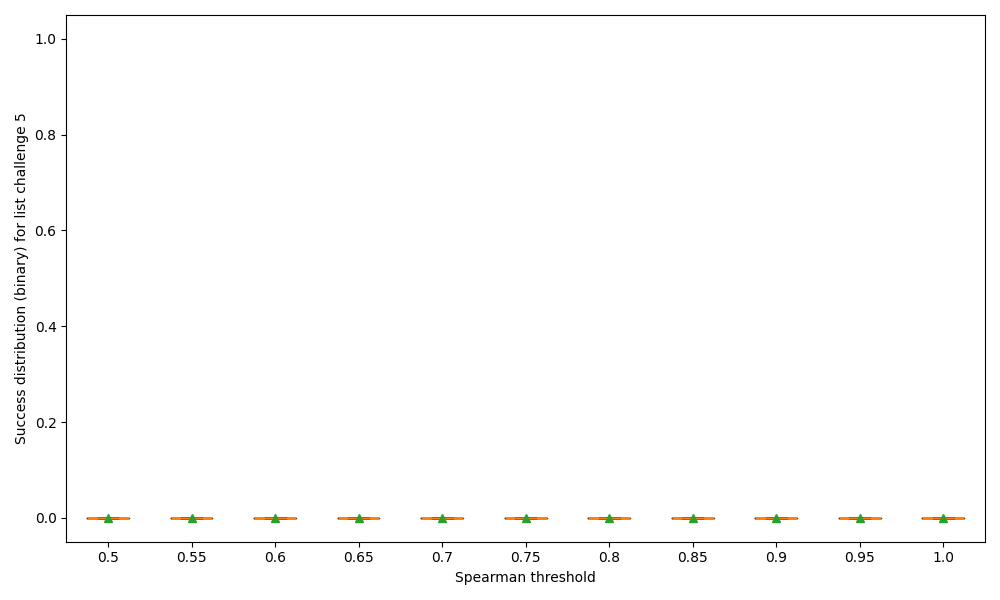 Success distribution (binary) for list challenge 5
1.0
0.8
0.6
0.4
0.2
0.0
0.5 0.55 0.6 0.65 0.7 0.75 0.8 0.85 0.9 0.95 1.0
Spearman threshold